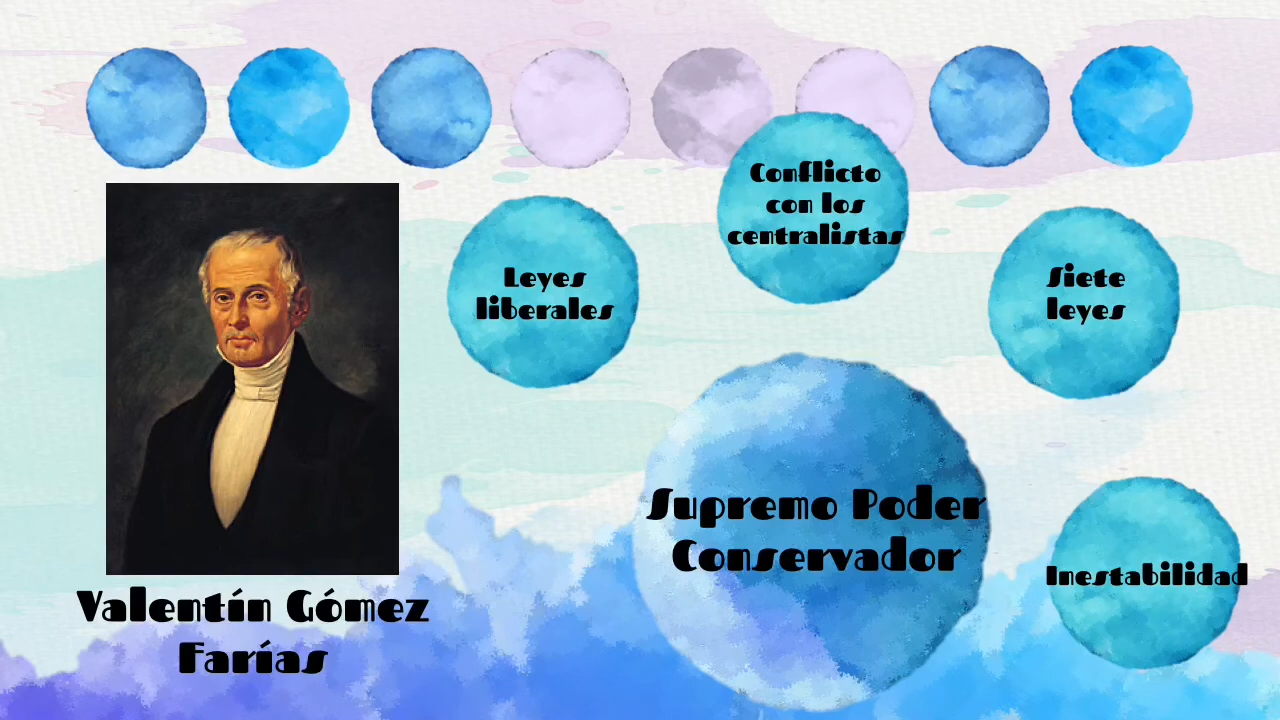 Conflicto
con los
centralistas
Leyes
liberales
Siete
leyes
Supremo Poder
Conservador
Inestabilidad
Valentín Gómez
Farías